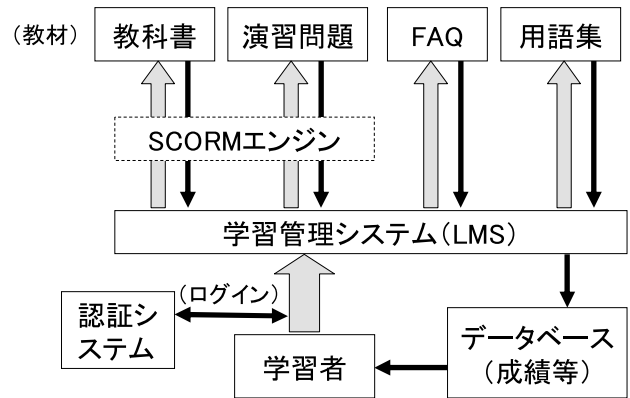 (教材)
教科書
演習問題
FAQ
用語集
SCORMエンジン
学習管理システム(LMS)
(ログイン)
認証シ
ステム
学習者
データベース
(成績等)